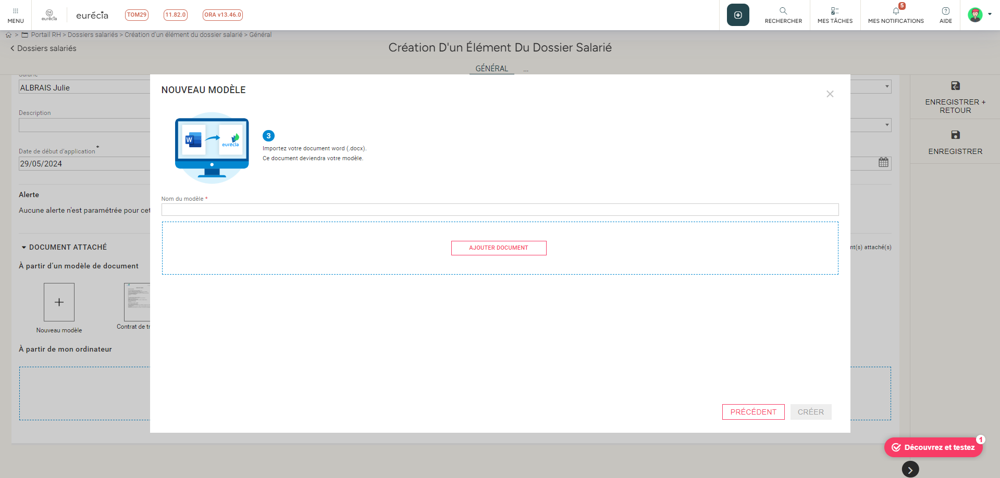 MENU
eurécia
eurécia
TOM29
11.82.0
ORA v13.46.0
RECHERCHER
MES TÂCHES
5
MES NOTIFICATIONS
AIDE
> Portail RH > Dossiers salariés > Création d'un élément du dossier salarié > Général
Dossiers salariés
Création D'un Élément Du Dossier Salarié
GÉNÉRAL
...
Salarié
ALBRAIS Julie
Description
Date de début d'application *
29/05/2024
Alerte
Aucune alerte n'est paramétrée pour cet
DOCUMENT ATTACHÉ
nt(s) attaché(s)
À partir d'un modèle de document
Nouveau modèle
Contrat de tr
À partir de mon ordinateur
ENREGISTRER +
RETOUR
ENREGISTRER
NOUVEAU MODÈLE
W
eurécia
3
Importez votre document word (.docx).
Ce document deviendra votre modèle.
Nom du modèle *
AJOUTER DOCUMENT
PRÉCÉDENT
CRÉER
Découvrez et testez
1